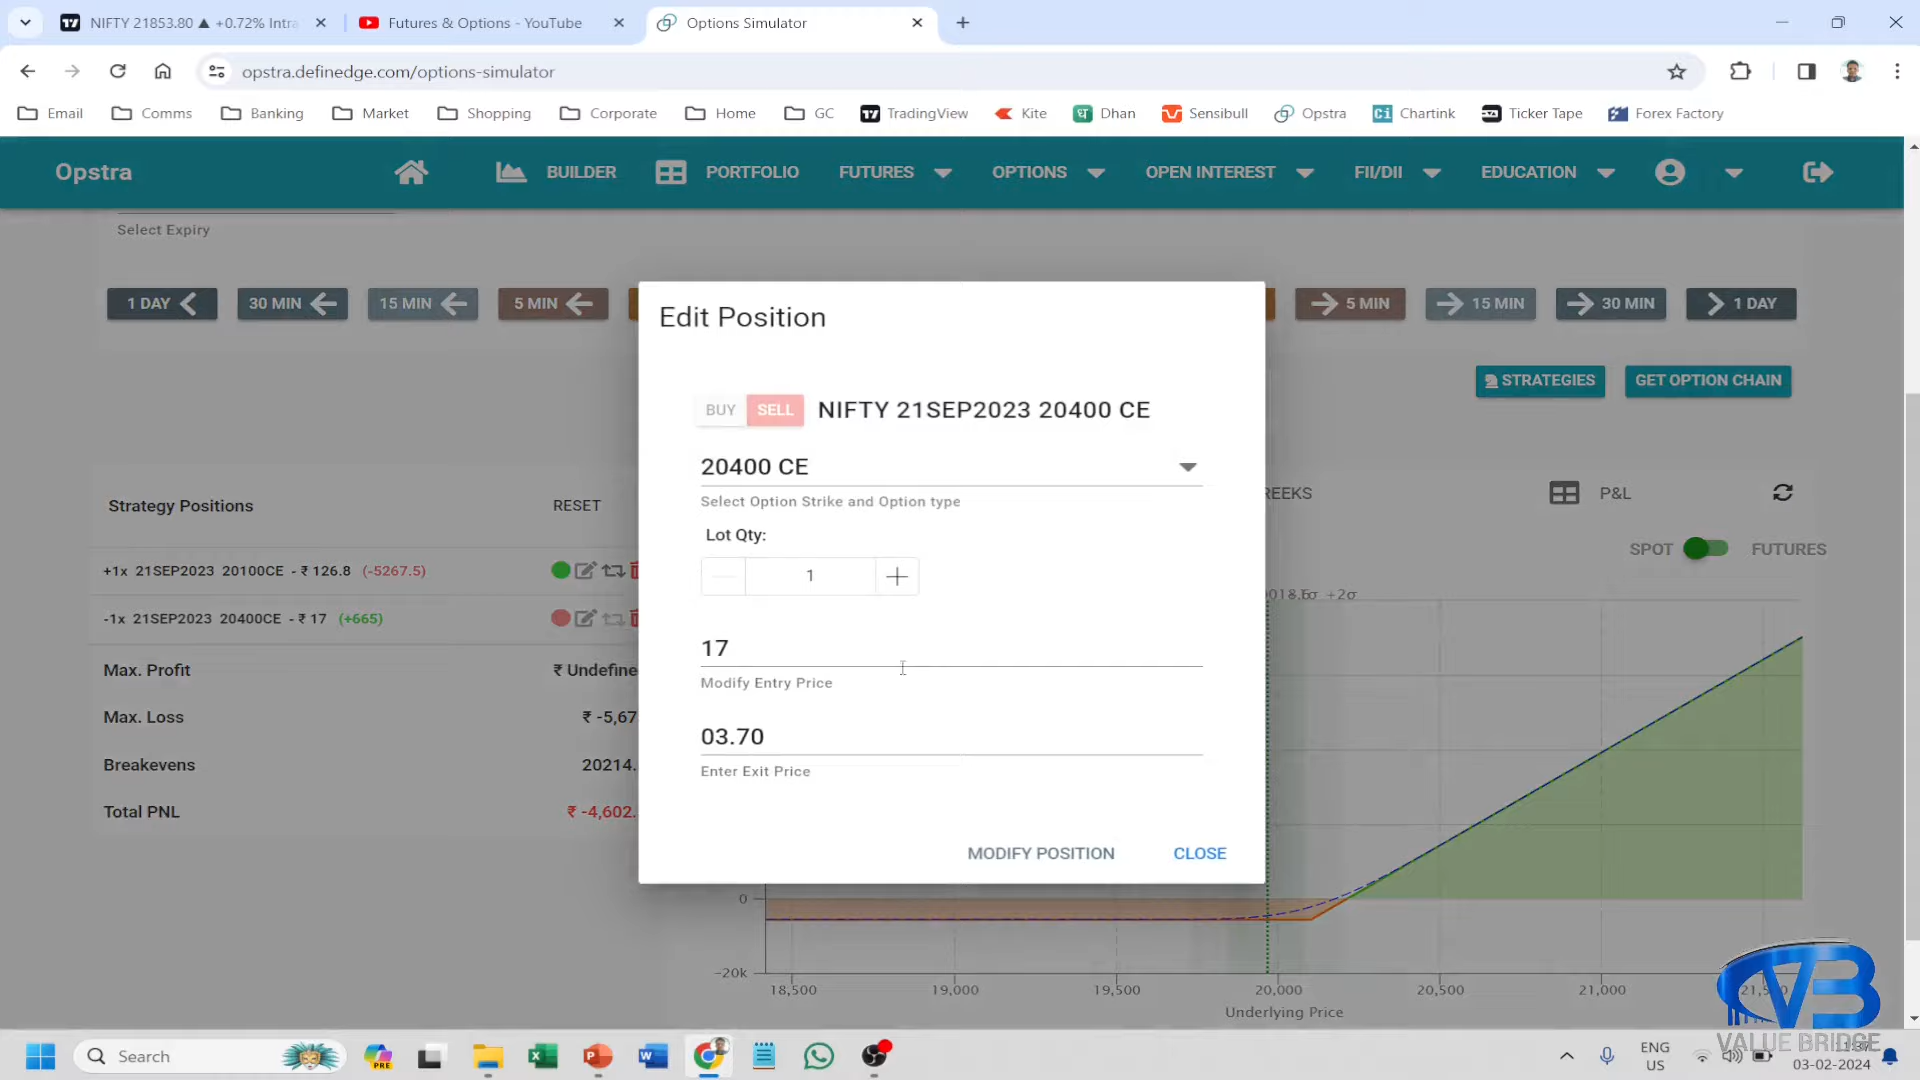 NIFTY 21853.80 ▲ +0.72% Intra
Futures & Options - YouTube
Options Simulator
opstra.definedge.com/options-simulator
Email Comms Banking Market Shopping Corporate Home GC TradingView Kite Dhan Sensibull Opstra Chartink Ticker Tape Forex Factory
Opstra BUILDER PORTFOLIO FUTURES OPTIONS OPEN INTEREST FII/DII EDUCATION
Select Expiry
1 DAY 30 MIN 15 MIN 5 MIN 5 MIN 15 MIN 30 MIN 1 DAY
Edit Position
STRATEGIES GET OPTION CHAIN
BUY SELL NIFTY 21SEP2023 20400 CE
20400 CE
Select Option Strike and Option type
Strategy Positions RESET
REEKS P&L
Lot Qty:
SPOT FUTURES
+1x 21SEP2023 20100CE - ₹ 126.8 (-5267.5)
1
+2σ
-1x 21SEP2023 20400CE - ₹ 17 (+665)
17
Modify Entry Price
Max. Profit ₹ Undefine
Max. Loss ₹ -5,67
03.70
Enter Exit Price
Breakevens 20214.
Total PNL ₹ -4,602.
MODIFY POSITION CLOSE
0
-20k
18,500 19,000 19,500 20,000 20,500 21,000
Underlying Price
VALUE BRIDGE
Search
PRE
ENG
US
03-02-2024